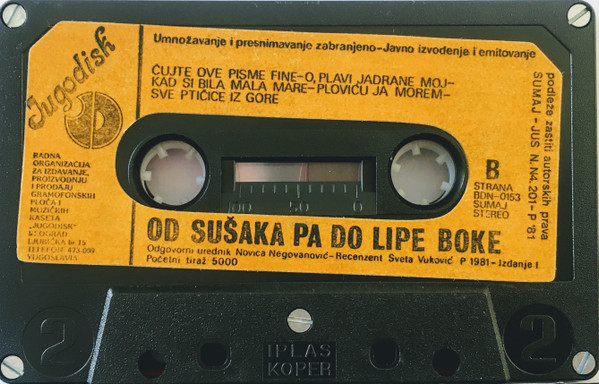 Jugodisk
Umnožavanje i presnimavanje zabranjeno-Javno izvođenje i emitovanje
podleže zaštiti autorskih prava
SUMAJ - JUS N.N4.201- P'81
ČUJTE OVE PISME FINE-O, PLAVI JADRANE MOJ-
KAD SI BILA MALA MARE-PLOVIĆU JA MOREM-
SVE PTIČICE IZ GORE
B
STRANA
BDN-0153
SUMAJ
STEREO
RADNA
ORGANIZACIJA
ZA IZDAVANJE,
PROIZVODNJU
I PRODAJU
GRAMOFONSKIH
PLOČA I
MUZIČKIH
KASETA
„JUGODISK"
BEOGRAD
LJUBIČKA br. 15
TELEFON: 473-099
YUGOSLAVIA
100 50 0
OD SUŠAKA PA DO LIPE BOKE
Odgovorni urednik Novica Negovanović-Recenzent Sveta Vuković P 1981- Izdanje I
Početni tiraž 5000
2
2
IPLAS
KOPER